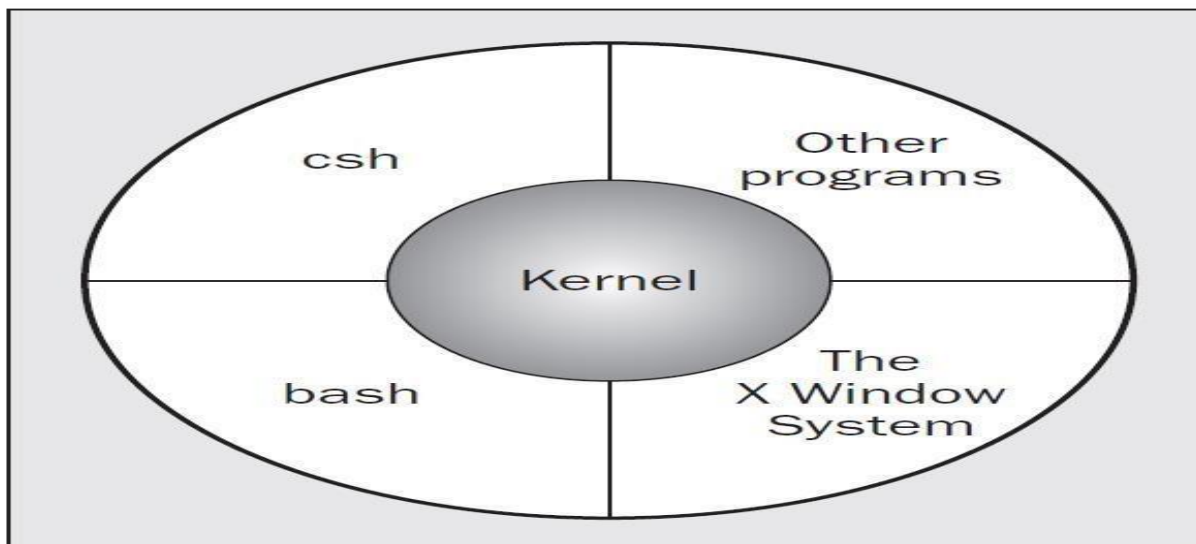 csh
Other
programs
Kernel
bash
The
X Window
System